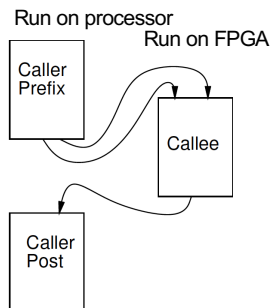 Run on processor
Run on FPGA
Caller
Prefix
Callee
Caller
Post